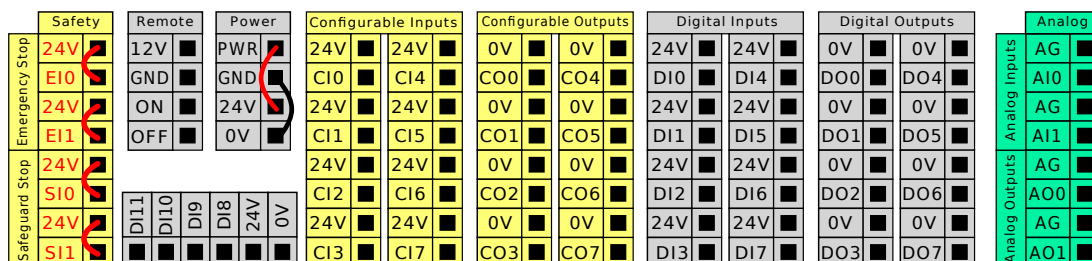 Safety
Emergency Stop
24V
EI0
24V
EI1
Safeguard Stop
24V
SI0
24V
SI1
Remote
12V
GND
ON
OFF
Power
PWR
GND
24V
0V
DI11
DI10
DI9
DI8
24V
0V
Configurable Inputs
24V 24V
CI0 CI4
24V 24V
CI1 CI5
24V 24V
CI2 CI6
24V 24V
CI3 CI7
Configurable Outputs
0V 0V
CO0 CO4
0V 0V
CO1 CO5
0V 0V
CO2 CO6
0V 0V
CO3 CO7
Digital Inputs
24V 24V
DI0 DI4
24V 24V
DI1 DI5
24V 24V
DI2 DI6
24V 24V
DI3 DI7
Digital Outputs
0V 0V
DO0 DO4
0V 0V
DO1 DO5
0V 0V
DO2 DO6
0V 0V
DO3 DO7
Analog
Analog Inputs
AG
AI0
AG
AI1
Analog Outputs
AG
AO0
AG
AO1